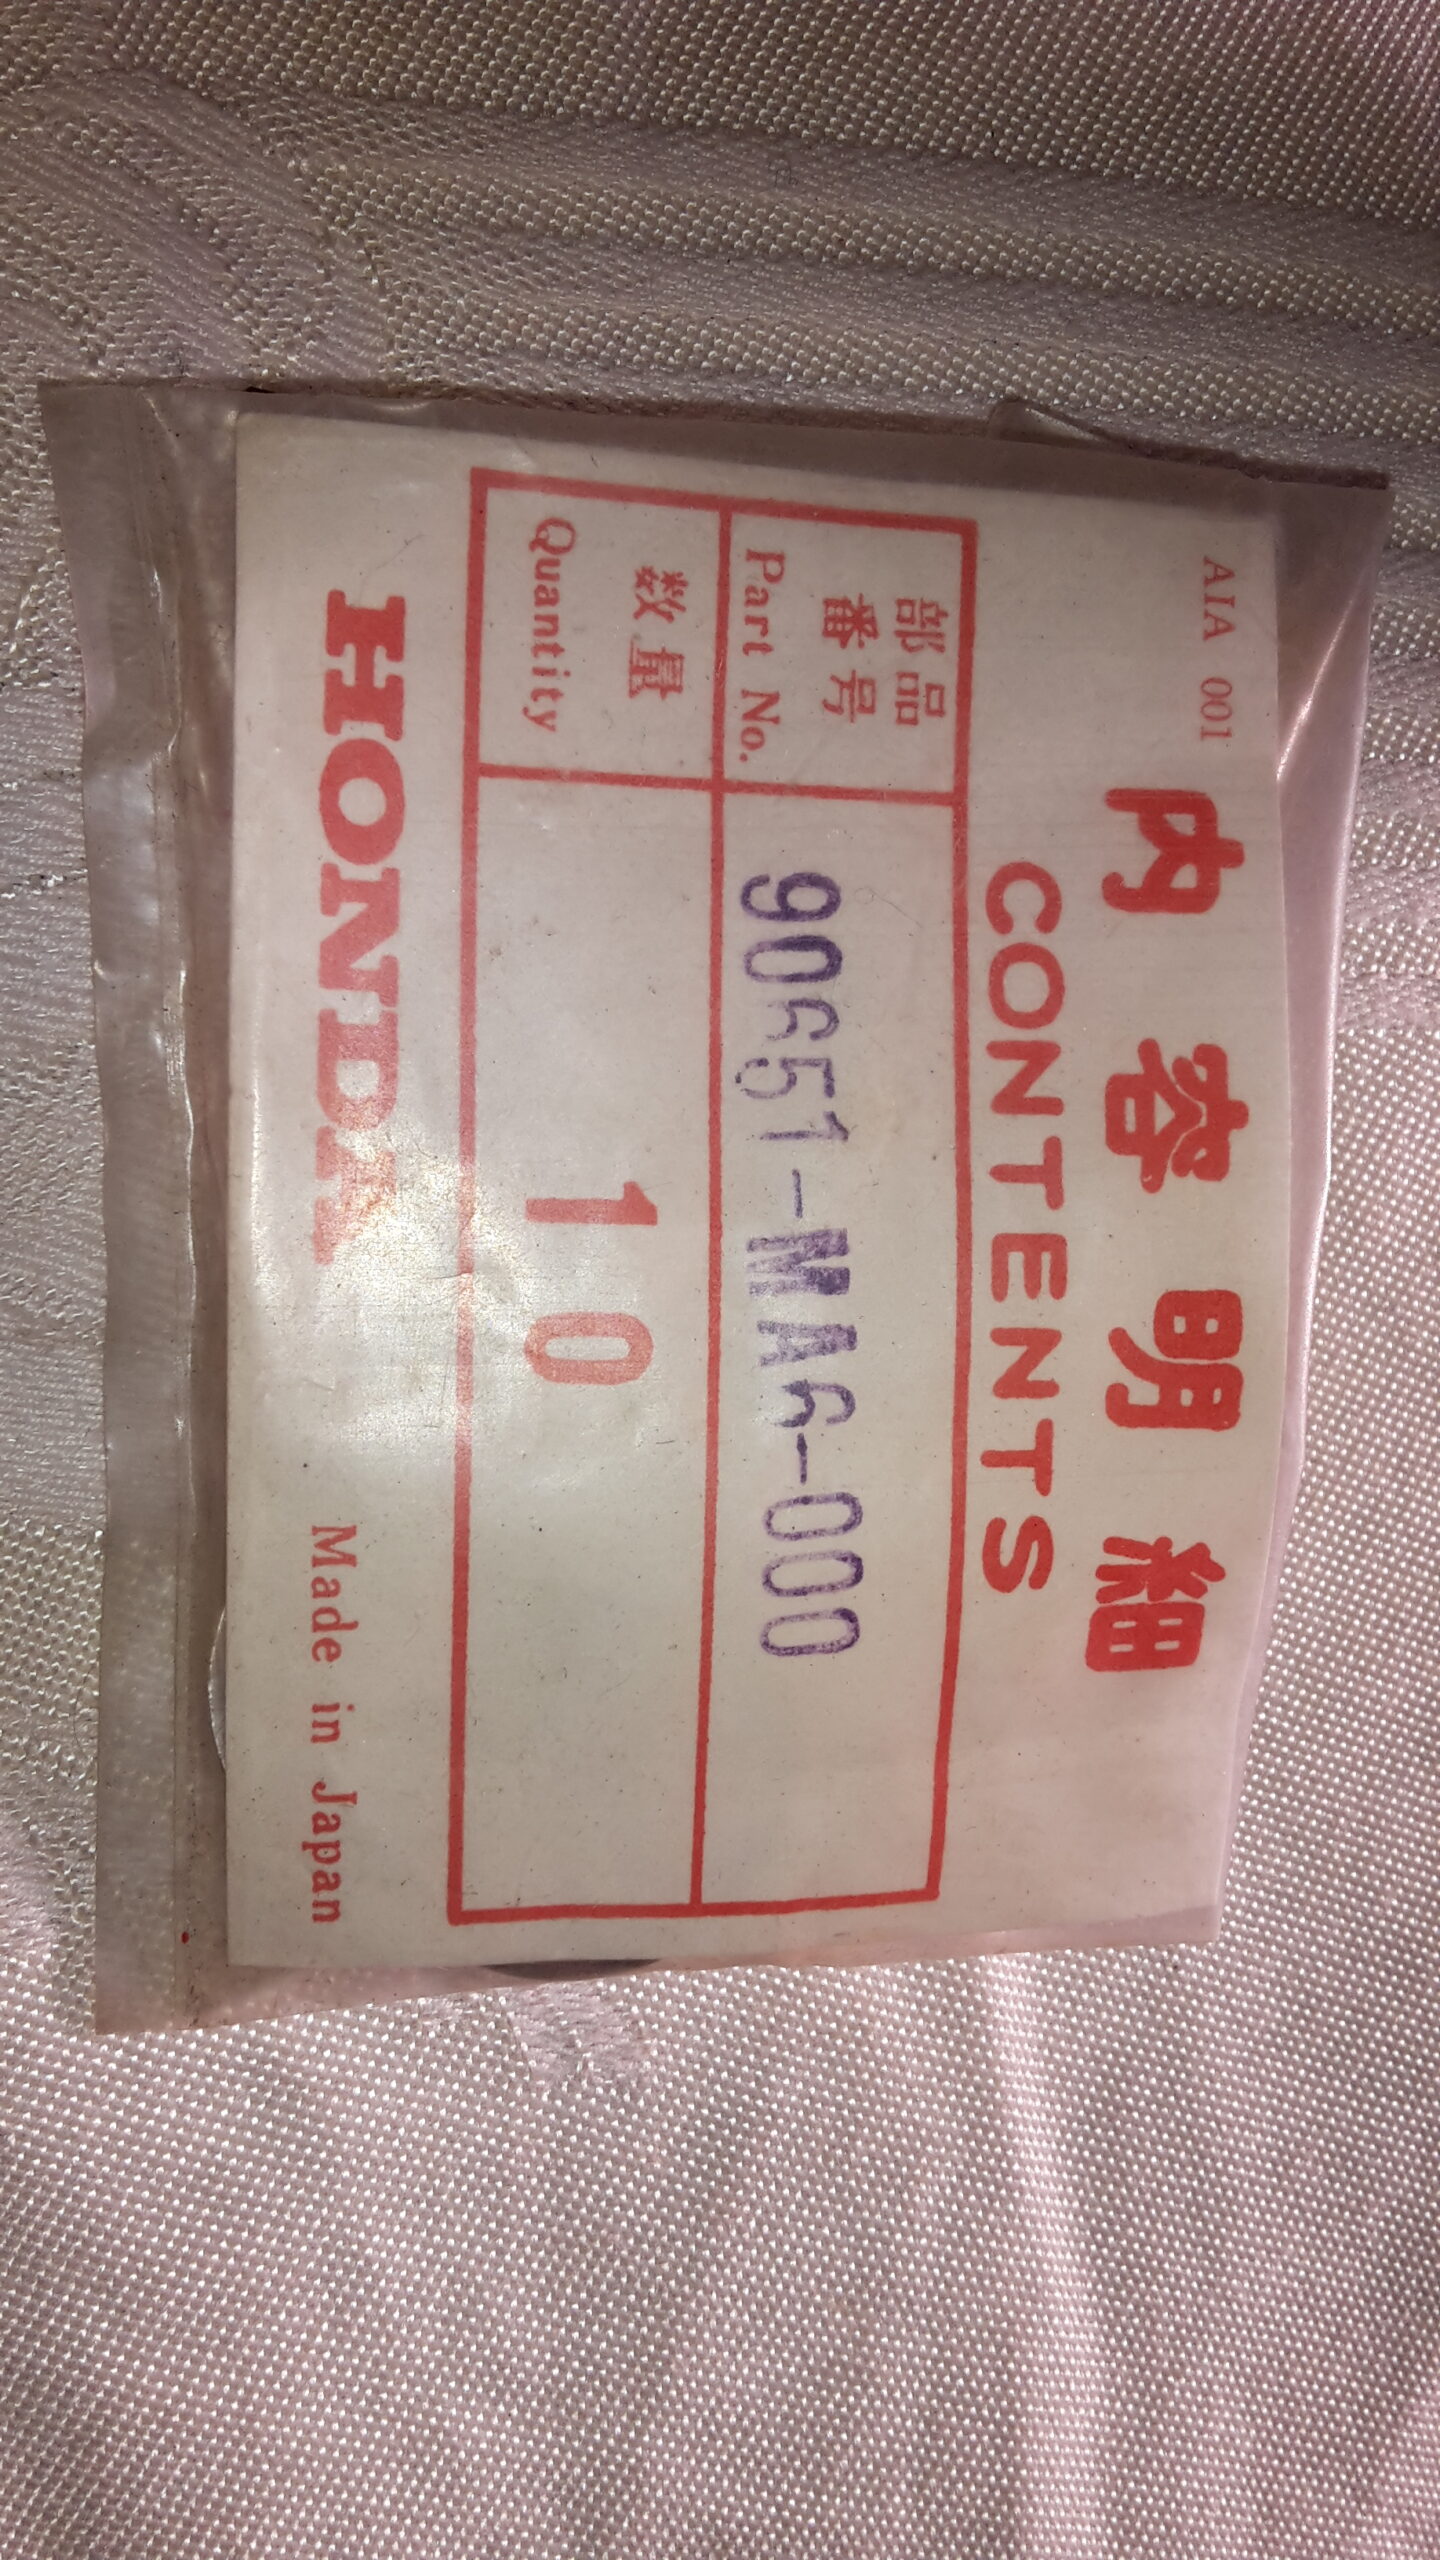 AIA 001
内容明細
CONTENTS
部品
番号
Part No.
90651-MA6-000
数量
Quantity
10
HONDA
Made in Japan